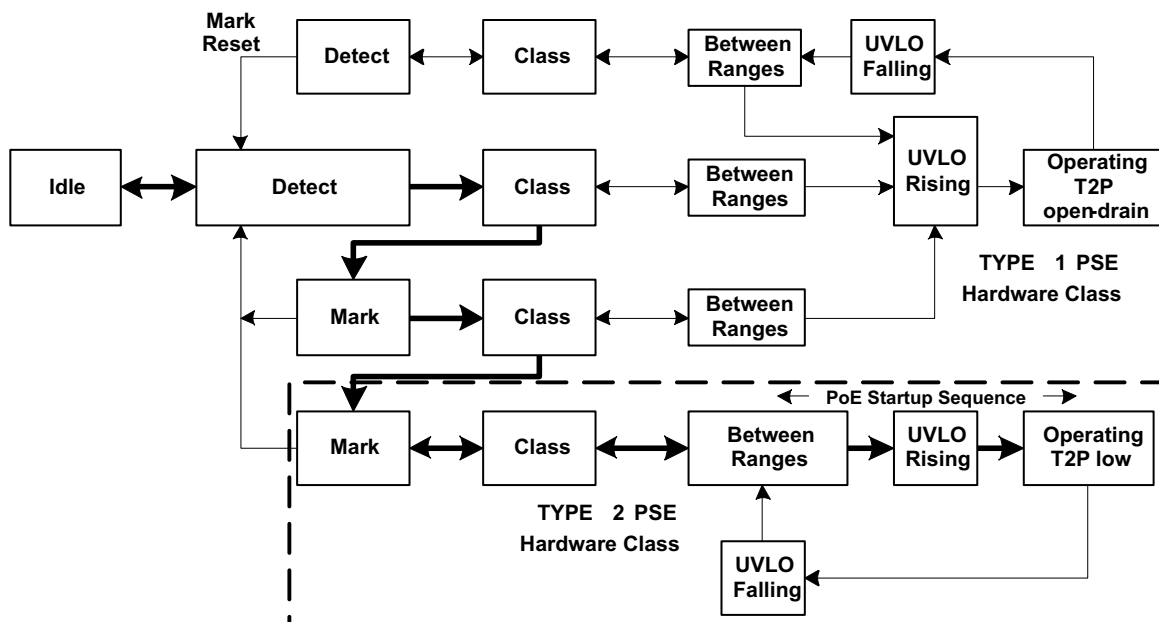 Mark
Reset
Detect
Class
Between
Ranges
UVLO
Falling
Idle
Detect
Class
Between
Ranges
UVLO
Rising
Operating
T2P
open-drain
TYPE 1 PSE
Hardware Class
Mark
Class
Between
Ranges
PoE Startup Sequence
Mark
Class
Between
Ranges
UVLO
Rising
Operating
T2P low
TYPE 2 PSE
Hardware Class
UVLO
Falling